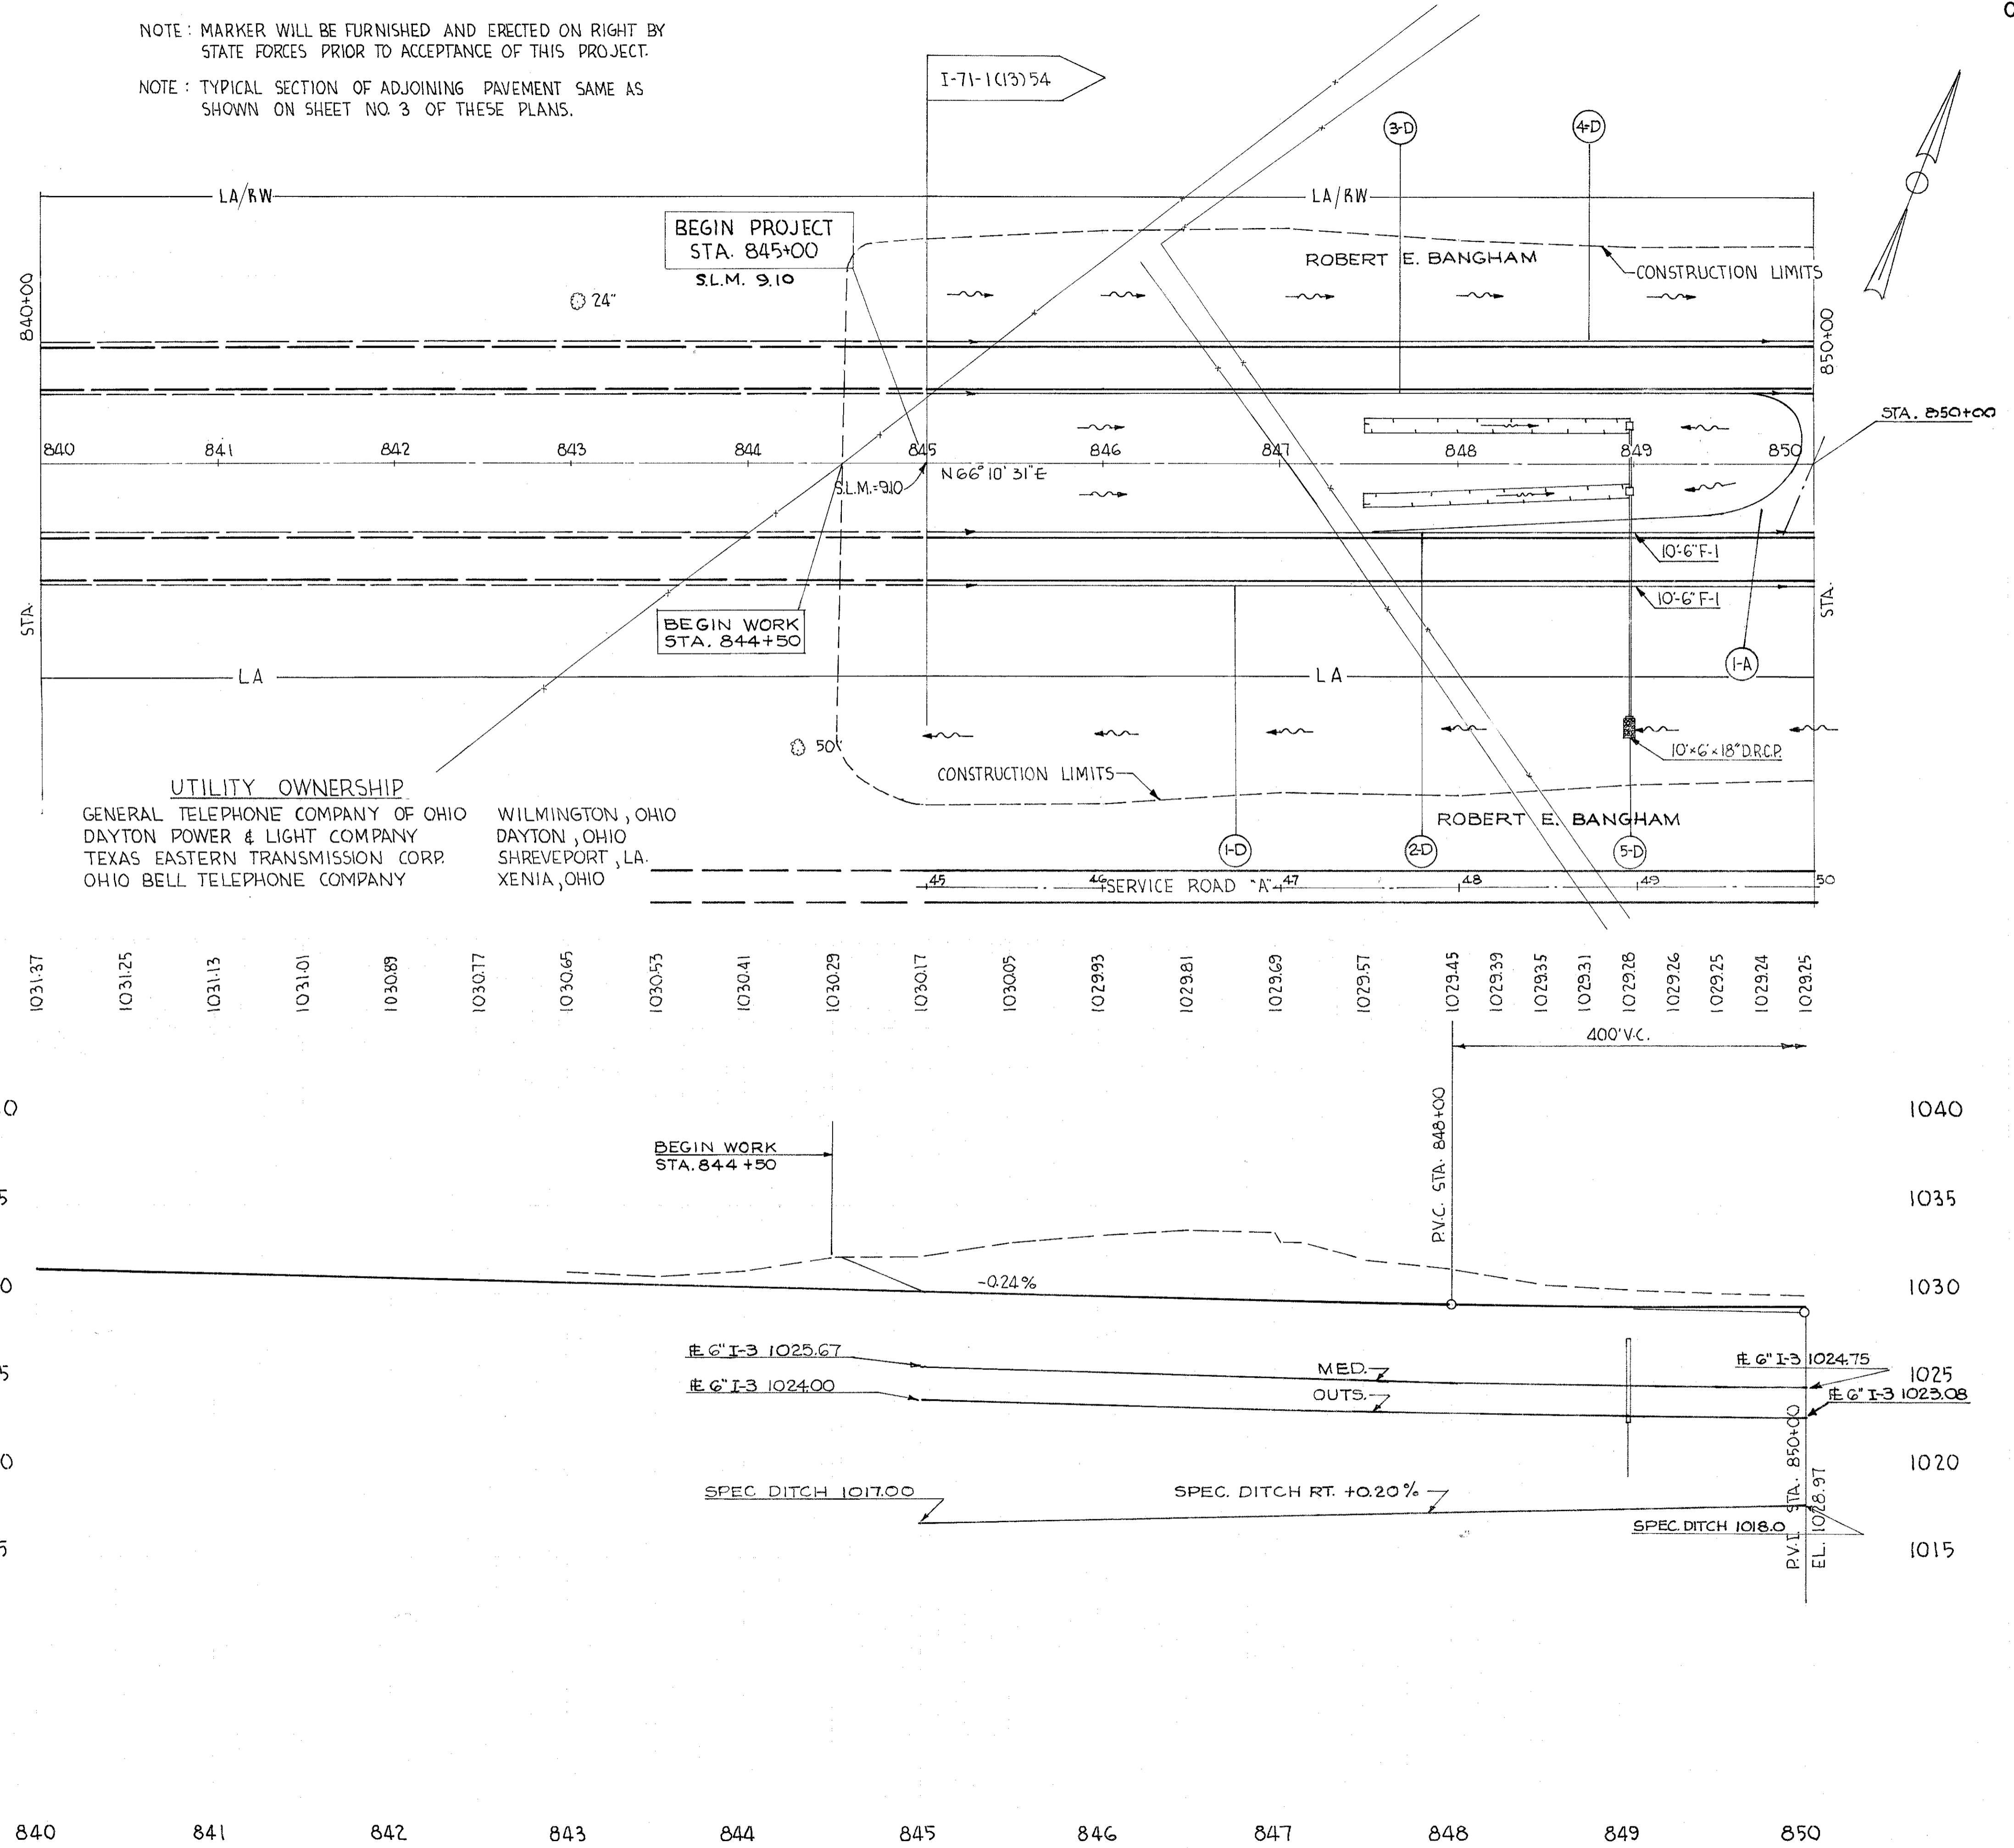 NOTE : MARKER WILL BE FURNISHED AND ERECTED ON RIGHT BY
STATE FORCES PRIOR TO ACCEPTANCE OF THIS PROJECT.
NOTE : TYPICAL SECTION OF ADJOINING PAVEMENT SAME AS
SHOWN ON SHEET NO. 3 OF THESE PLANS.
I-71-1(13)54
3-D
4-D
LA/RW
LA/RW
BEGIN PROJECT
STA. 845+00
S.L.M. 9.10
ROBERT E. BANGHAM
CONSTRUCTION LIMITS
24"
840+00
850+00
STA. 850+00
840
841
842
843
844
845
846
847
848
849
850
S.L.M.=9.10
N 66° 10' 31" E
10'-6" F-1
10'-6" F-1
STA.
STA.
BEGIN WORK
STA. 844+50
1-A
LA
LA
50"
10'x6'x18" D.R.C.P.
CONSTRUCTION LIMITS
ROBERT E. BANGHAM
UTILITY OWNERSHIP
GENERAL TELEPHONE COMPANY OF OHIO WILMINGTON, OHIO
DAYTON POWER & LIGHT COMPANY DAYTON, OHIO
TEXAS EASTERN TRANSMISSION CORP. SHREVEPORT, LA.
OHIO BELL TELEPHONE COMPANY XENIA, OHIO
1-D
2-D
5-D
45
46
SERVICE ROAD "A"
47
48
49
50
1031.37
1031.25
1031.13
1031.01
1030.89
1030.77
1030.65
1030.53
1030.41
1030.29
1030.17
1030.05
1029.93
1029.81
1029.69
1029.57
1029.45
1029.39
1029.35
1029.31
1029.28
1029.26
1029.25
1029.24
1029.25
400' V.C.
P.V.C. STA. 848+00
0
1040
BEGIN WORK
STA. 844+50
5
1035
-0.24%
0
1030
℄ 6" I-3 1025.67
MED.
℄ 6" I-3 1024.75
5
1025
℄ 6" I-3 1024.00
OUTS.
℄ 6" I-3 1023.08
0
1020
SPEC. DITCH 1017.00
SPEC. DITCH RT. +0.20%
SPEC. DITCH 1018.0
P.V.I. STA. 850+00
EL. 1028.97
5
1015
840
841
842
843
844
845
846
847
848
849
850